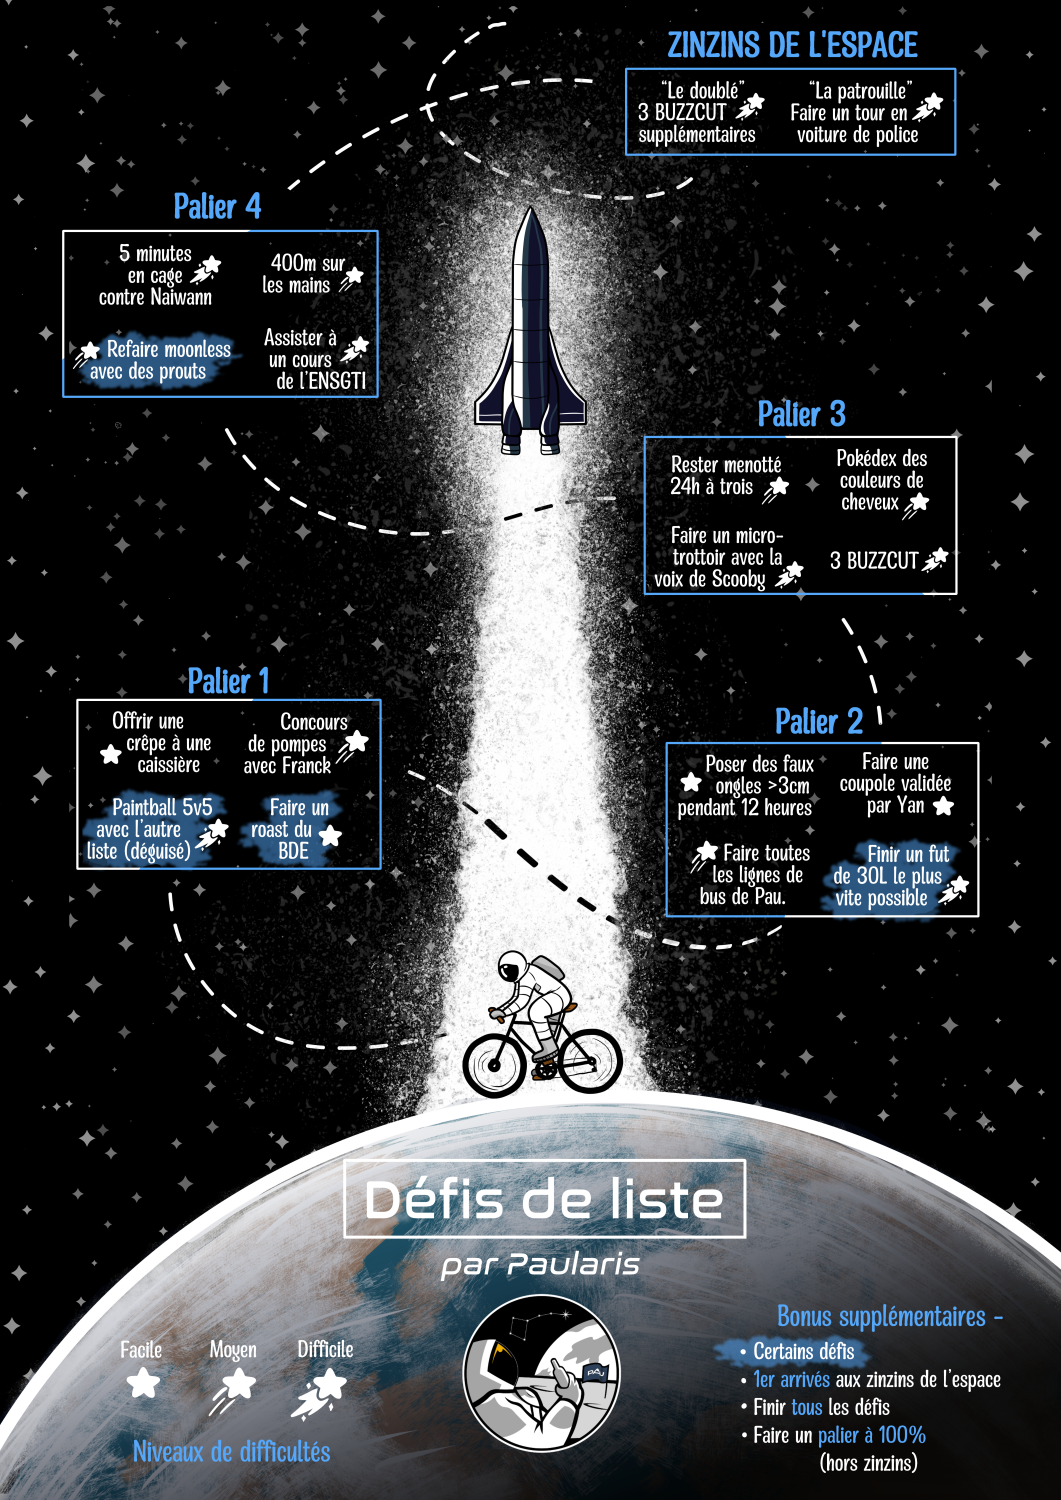 ZINZINS DE L'ESPACE
“Le doublé”
3 BUZZCUT
supplémentaires
“La patrouille”
Faire un tour en
voiture de police
Palier 4
5 minutes
en cage
contre Naiwann
400m sur
les mains
Refaire moonless
avec des prouts
Assister à
un cours
de l'ENSGTI
Palier 3
Rester menotté
24h à trois
Pokédex des
couleurs de
cheveux
Faire un micro-
trottoir avec la
voix de Scooby
3 BUZZCUT
Palier 1
Offrir une
crêpe à une
caissière
Concours
de pompes
avec Franck
Paintball 5v5
avec l'autre
liste (déguisé)
Faire un
roast du
BDE
Palier 2
Poser des faux
ongles >3cm
pendant 12 heures
Faire une
coupole validée
par Yan
Faire toutes
les lignes de
bus de Pau.
Finir un fut
de 30L le plus
vite possible
Défis de liste
par Paularis
PAU
Facile
Moyen
Difficile
Niveaux de difficultés
Bonus supplémentaires -
• Certains défis
• 1er arrivés aux zinzins de l'espace
• Finir tous les défis
• Faire un palier à 100%
(hors zinzins)